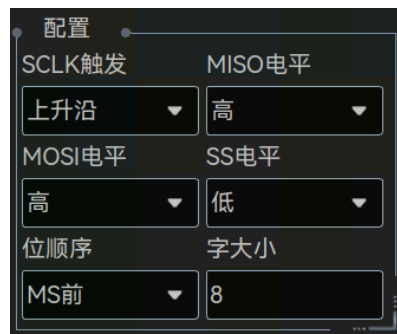 配置
SCLK触发 MISO电平
上升沿 高
MOSI电平 SS电平
高 低
位顺序 字大小
MS前 8